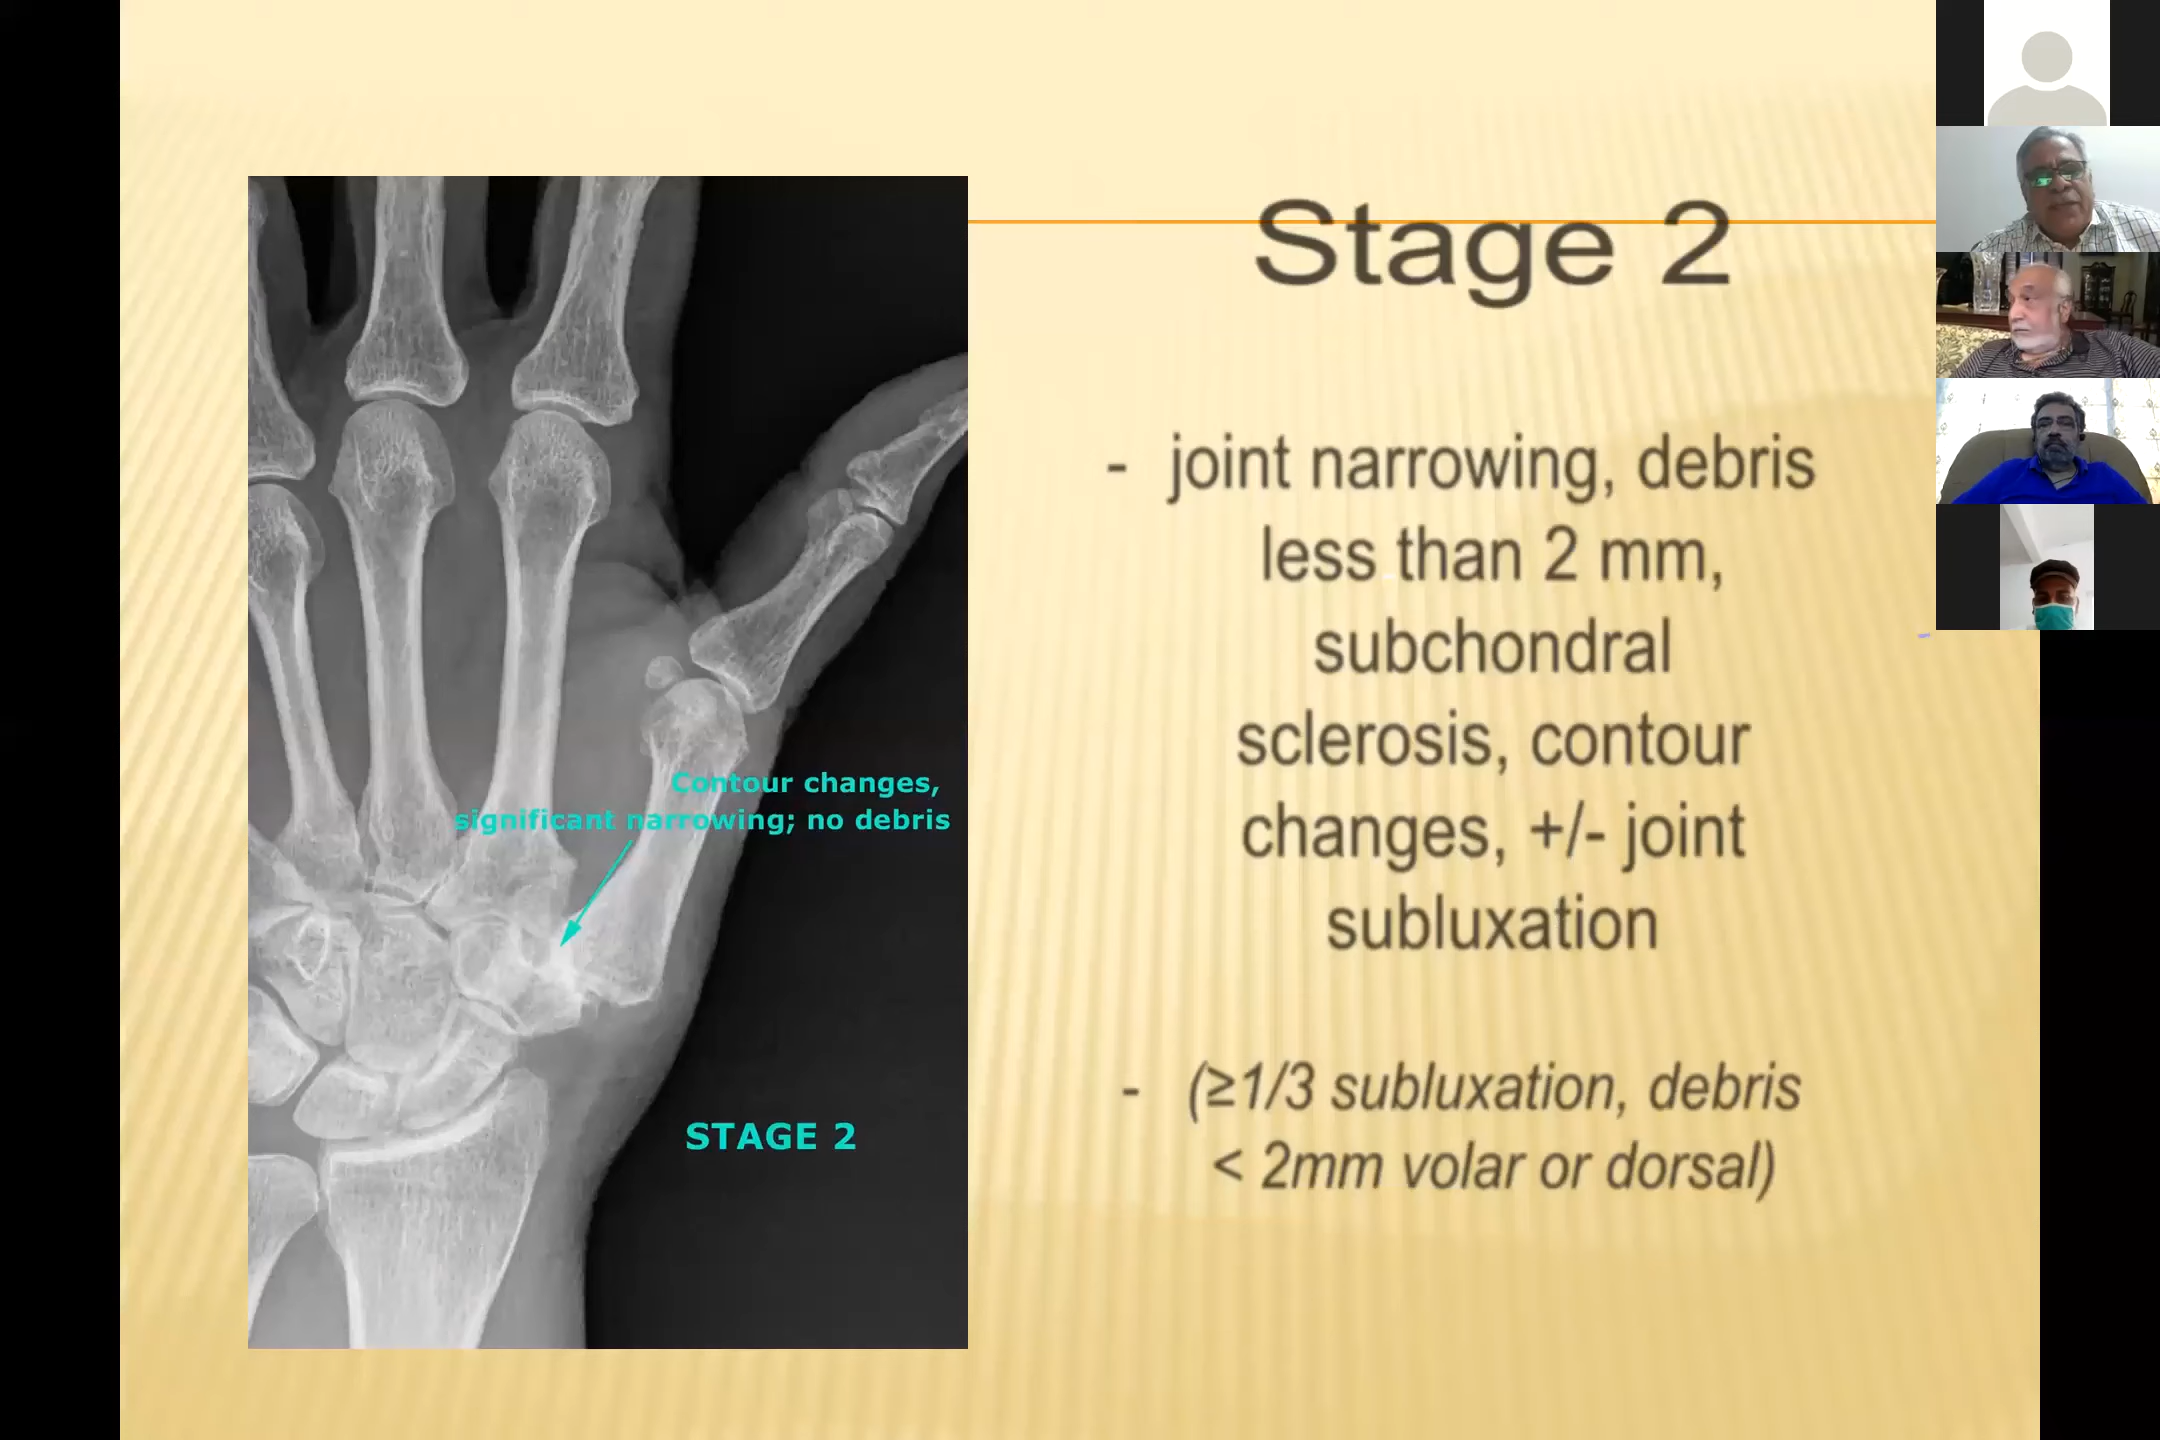 Stage 2
- joint narrowing, debris
less than 2 mm,
subchondral
sclerosis, contour
changes, +/- joint
subluxation
- (≥1/3 subluxation, debris
< 2mm volar or dorsal)
Contour changes,
significant narrowing; no debris
STAGE 2